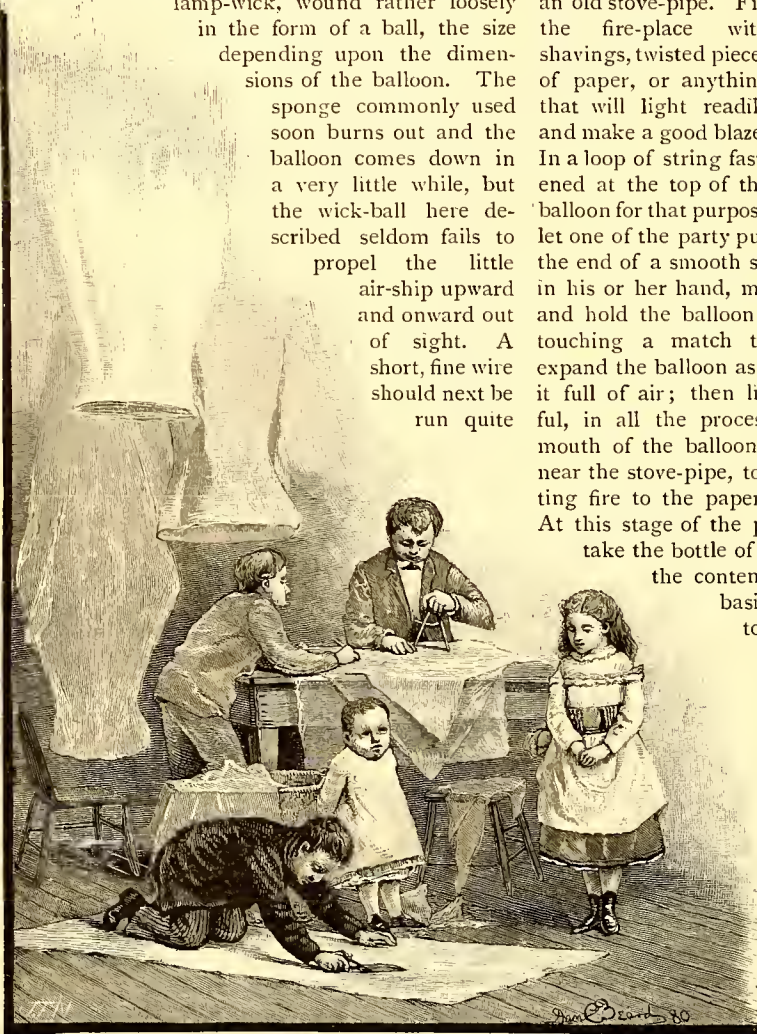 lamp-wick, wound rather loosely
in the form of a ball, the size
depending upon the dimen-
sions of the balloon. The
sponge commonly used
soon burns out and the
balloon comes down in
a very little while, but
the wick-ball here de-
scribed seldom fails to
propel the little
air-ship upward
and onward out
of sight. A
short, fine wire
should next be
run quite
an old stove-pipe. Fi
the fire-place wit
shavings, twisted piece
of paper, or anythin
that will light readil
and make a good blaze
In a loop of string fas
ened at the top of th
balloon for that purpos
let one of the party pu
the end of a smooth s
in his or her hand, m
and hold the balloon
touching a match t
expand the balloon as
it full of air; then li
ful, in all the proces
mouth of the balloon
near the stove-pipe, to
ting fire to the paper
At this stage of the p
take the bottle of
the conten
basi
to
Dan C Beard 80